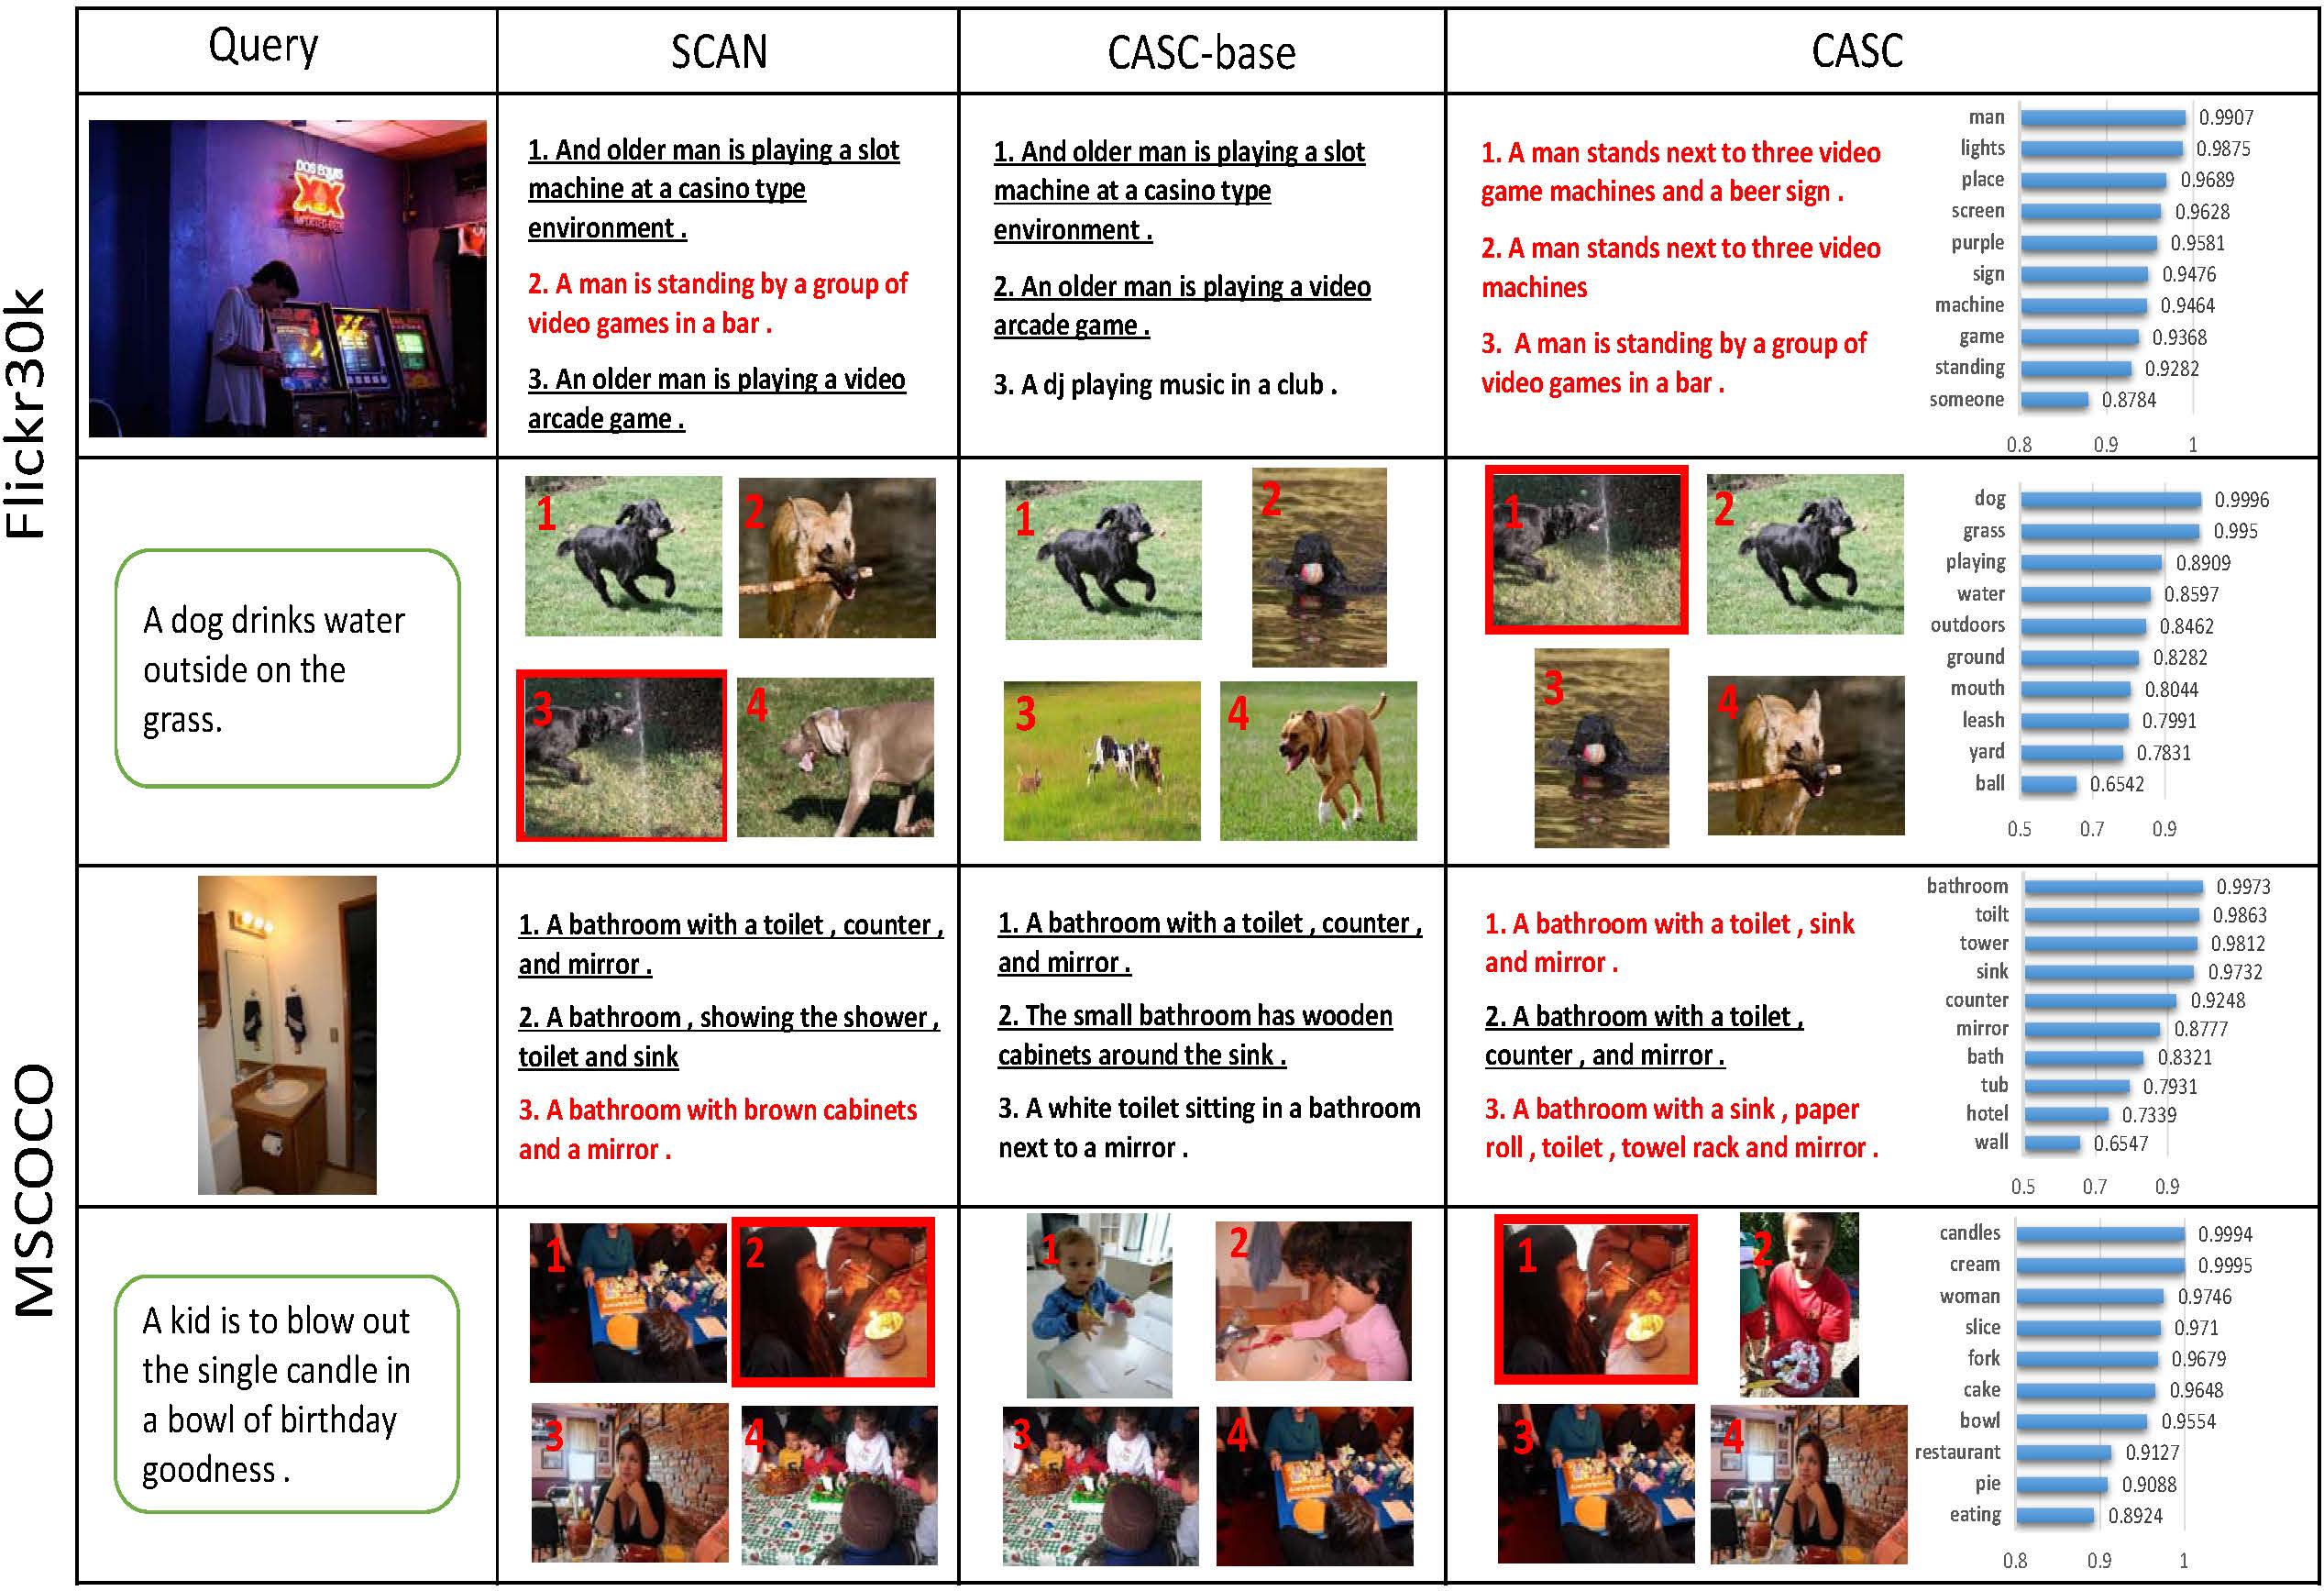 Query
SCAN
CASC-base
CASC
Flickr30k
DOS EQUIS
XX
1. And older man is playing a slot
machine at a casino type
environment .
2. A man is standing by a group of
video games in a bar .
3. An older man is playing a video
arcade game .
1. And older man is playing a slot
machine at a casino type
environment .
2. An older man is playing a video
arcade game .
3. A dj playing music in a club .
1. A man stands next to three video
game machines and a beer sign .
2. A man stands next to three video
machines
3. A man is standing by a group of
video games in a bar .
man 0.9907
lights 0.9875
place 0.9689
screen 0.9628
purple 0.9581
sign 0.9476
machine 0.9464
game 0.9368
standing 0.9282
someone 0.8784
0.8 0.9 1
A dog drinks water
outside on the
grass.
1 2
3 4
1 2
3 4
1 2
3 4
dog 0.9996
grass 0.995
playing 0.8909
water 0.8597
outdoors 0.8462
ground 0.8282
mouth 0.8044
leash 0.7991
yard 0.7831
ball 0.6542
0.5 0.7 0.9
MSCOCO
1. A bathroom with a toilet , counter ,
and mirror .
2. A bathroom , showing the shower ,
toilet and sink
3. A bathroom with brown cabinets
and a mirror .
1. A bathroom with a toilet , counter ,
and mirror .
2. The small bathroom has wooden
cabinets around the sink .
3. A white toilet sitting in a bathroom
next to a mirror .
1. A bathroom with a toilet , sink
and mirror .
2. A bathroom with a toilet ,
counter , and mirror .
3. A bathroom with a sink , paper
roll , toilet , towel rack and mirror .
bathroom 0.9973
toilt 0.9863
tower 0.9812
sink 0.9732
counter 0.9248
mirror 0.8777
bath 0.8321
tub 0.7931
hotel 0.7339
wall 0.6547
0.5 0.7 0.9
A kid is to blow out
the single candle in
a bowl of birthday
goodness .
1 2
3 4
1 2
3 4
1 2
3 4
candles 0.9994
cream 0.9995
woman 0.9746
slice 0.971
fork 0.9679
cake 0.9648
bowl 0.9554
restaurant 0.9127
pie 0.9088
eating 0.8924
0.8 0.9 1